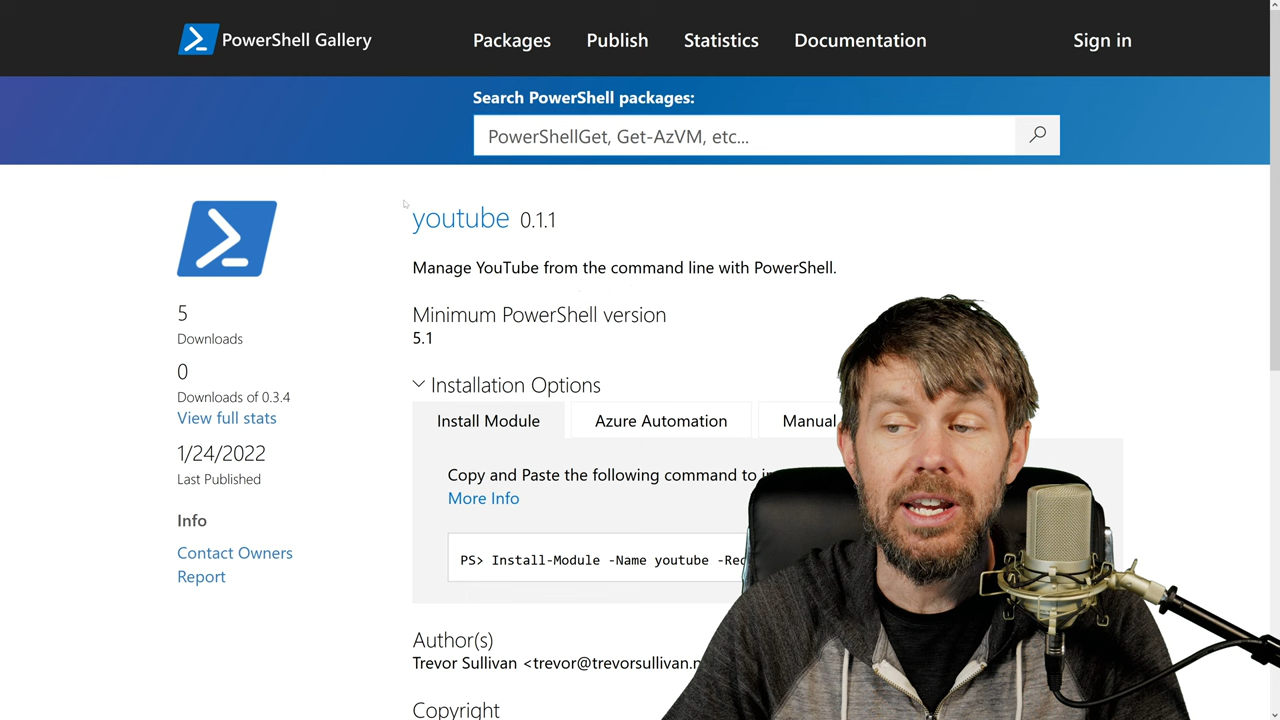 PowerShell Gallery
Packages
Publish
Statistics
Documentation
Sign in
Search PowerShell packages:
PowerShellGet, Get-AzVM, etc...
youtube 0.1.1
Manage YouTube from the command line with PowerShell.
Minimum PowerShell version
5.1
5
Downloads
0
Downloads of 0.3.4
View full stats
1/24/2022
Last Published
Info
Contact Owners
Report
Installation Options
Install Module
Azure Automation
Manual
Copy and Paste the following command to
More Info
PS> Install-Module -Name youtube
Author(s)
Trevor Sullivan <trevor@trevorsullivan.n
Copyright